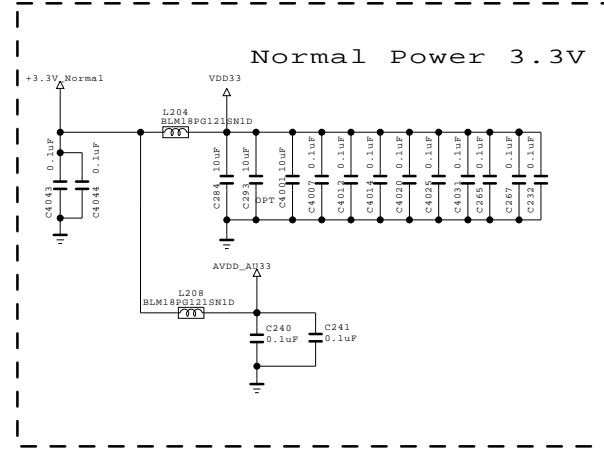 Normal Power 3.3V
+3.3V_Normal
VDD33
L204
BLM18PG121SN1D
C4043 0.1uF
C4044 0.1uF
C284 10uF
C293 10uF
OPT
C4001 10uF
C4007 0.1uF
C4012 0.1uF
C4014 0.1uF
C4020 0.1uF
C4025 0.1uF
C4031 0.1uF
C265 0.1uF
C267 0.1uF
C232 0.1uF
AVDD_AU33
L208
BLM18PG121SN1D
C240
0.1uF
C241
0.1uF